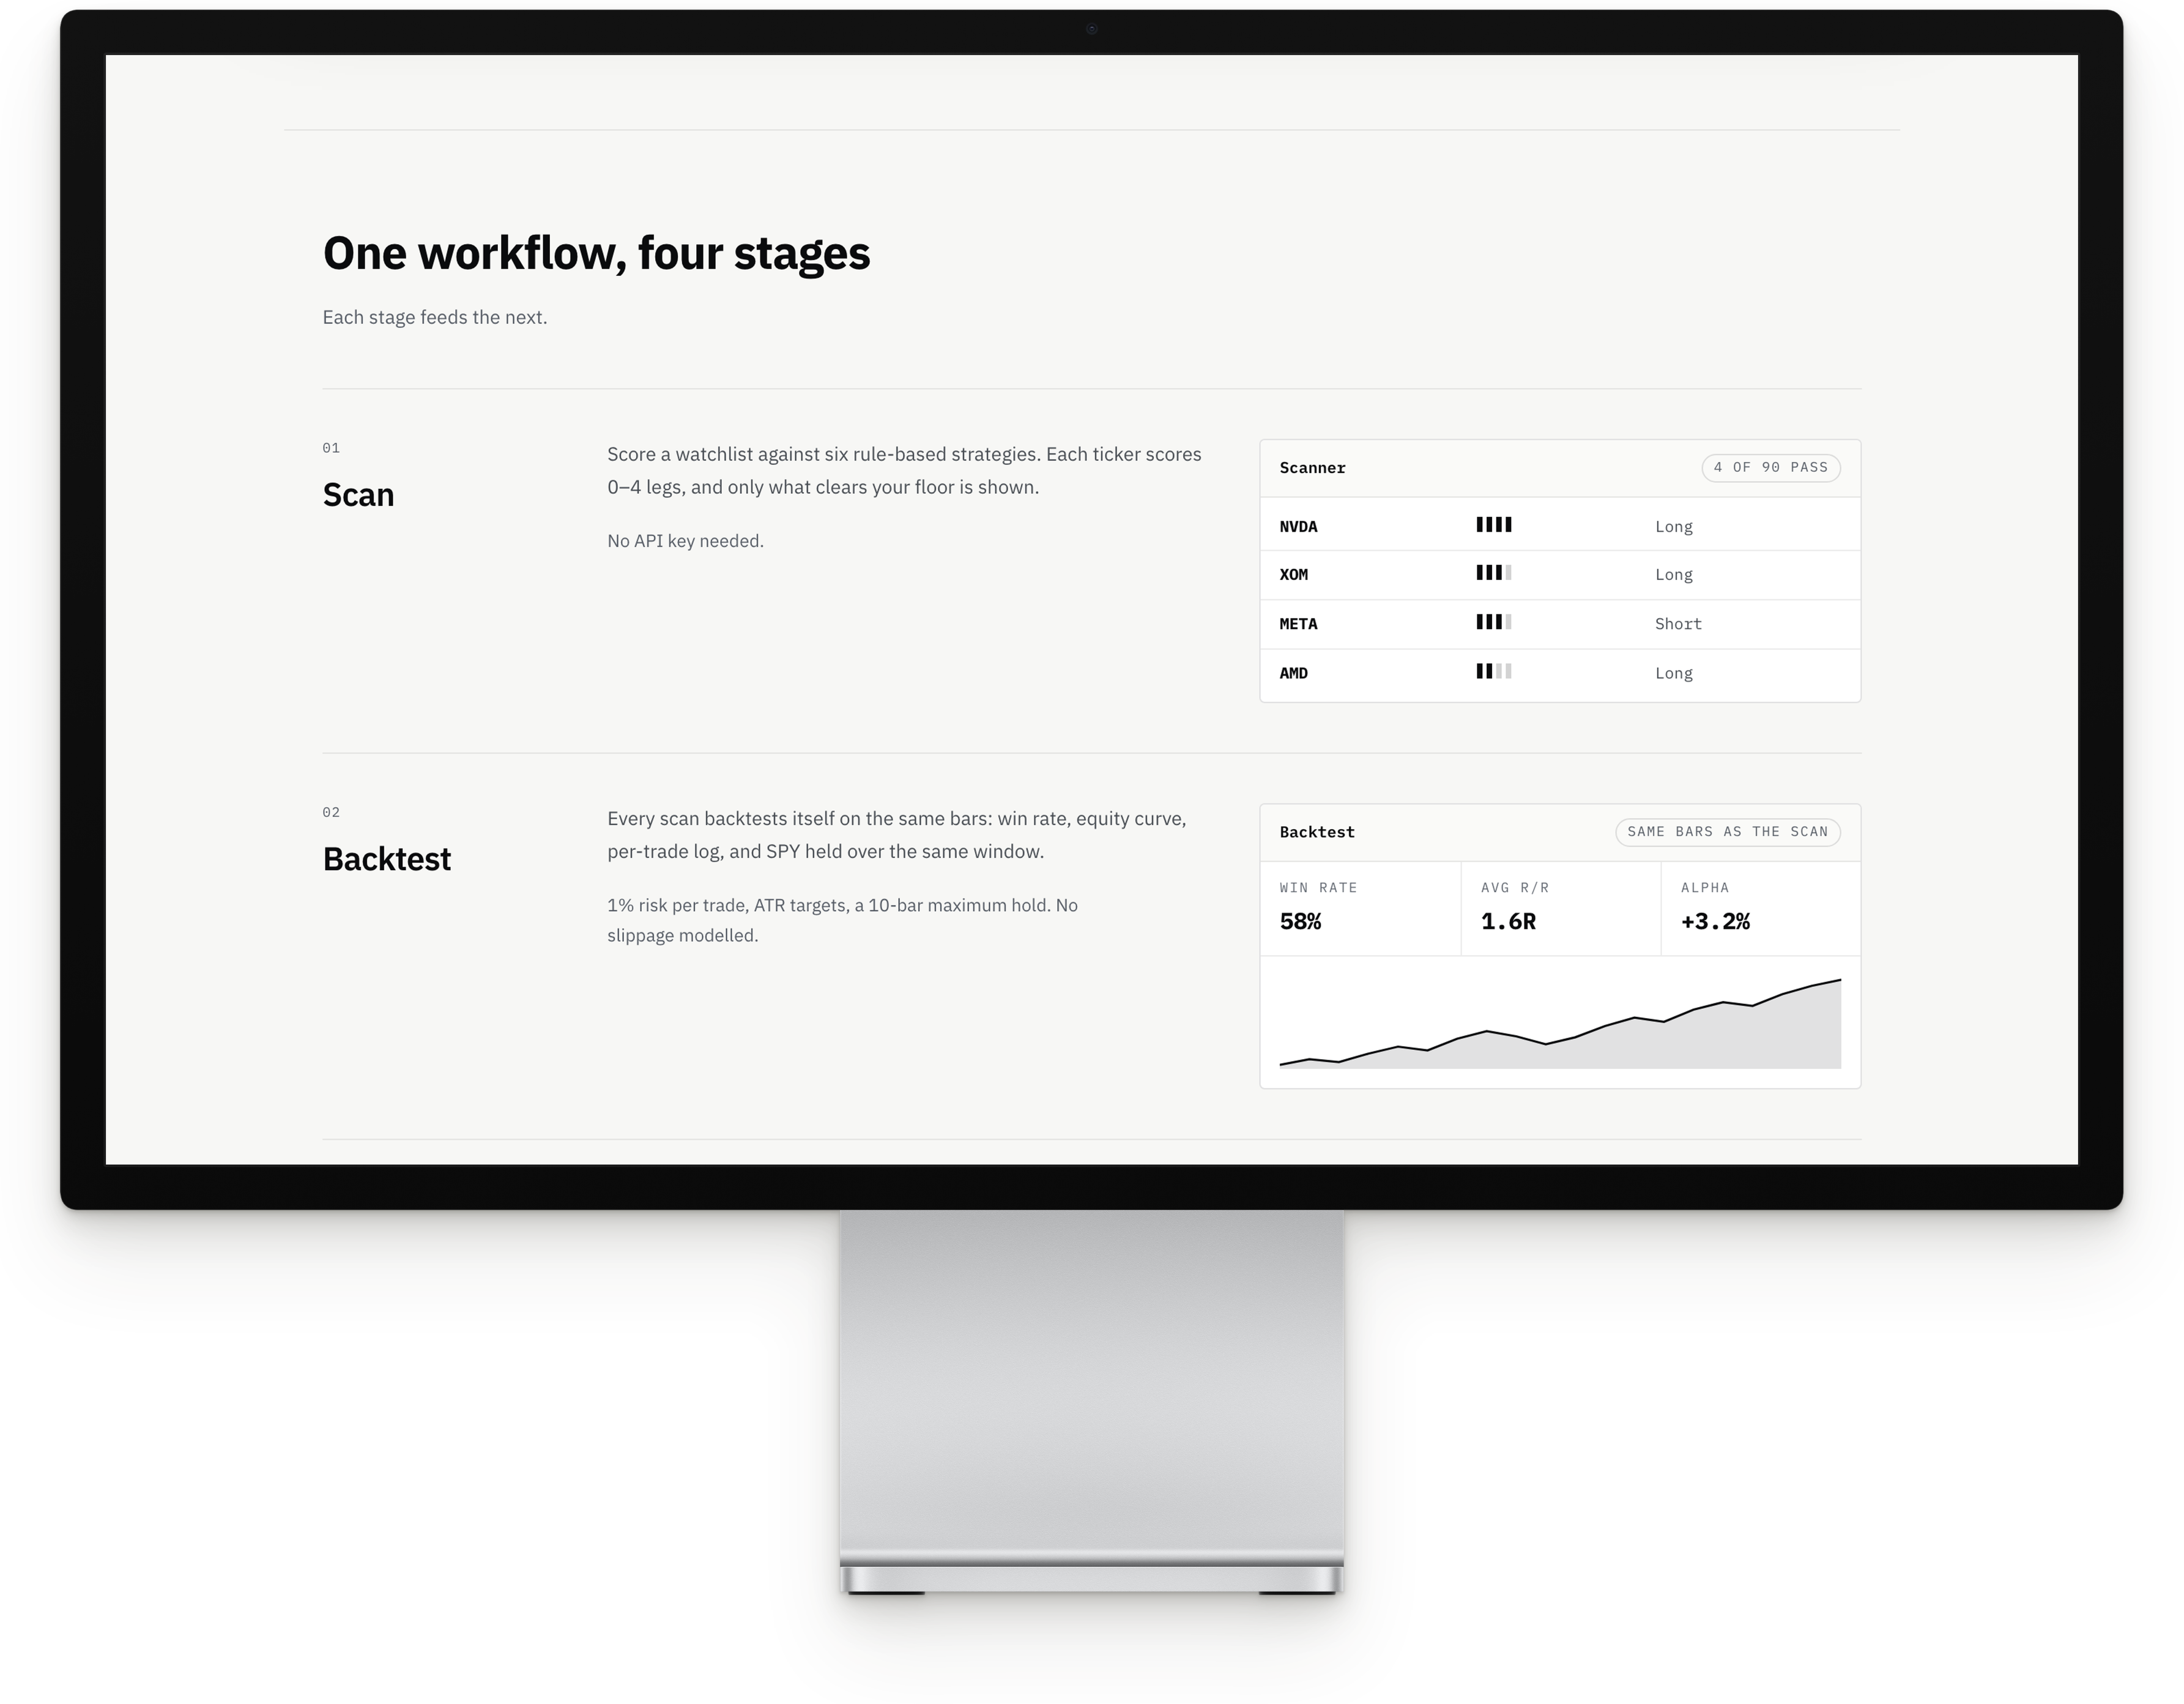 One workflow, four stages
Each stage feeds the next.
01
Scan
Score a watchlist against six rule-based strategies. Each ticker scores
0–4 legs, and only what clears your floor is shown.
No API key needed.
Scanner
4 OF 90 PASS
NVDA
Long
XOM
Long
META
Short
AMD
Long
02
Backtest
Every scan backtests itself on the same bars: win rate, equity curve,
per-trade log, and SPY held over the same window.
1% risk per trade, ATR targets, a 10-bar maximum hold. No
slippage modelled.
Backtest
SAME BARS AS THE SCAN
WIN RATE
58%
AVG R/R
1.6R
ALPHA
+3.2%